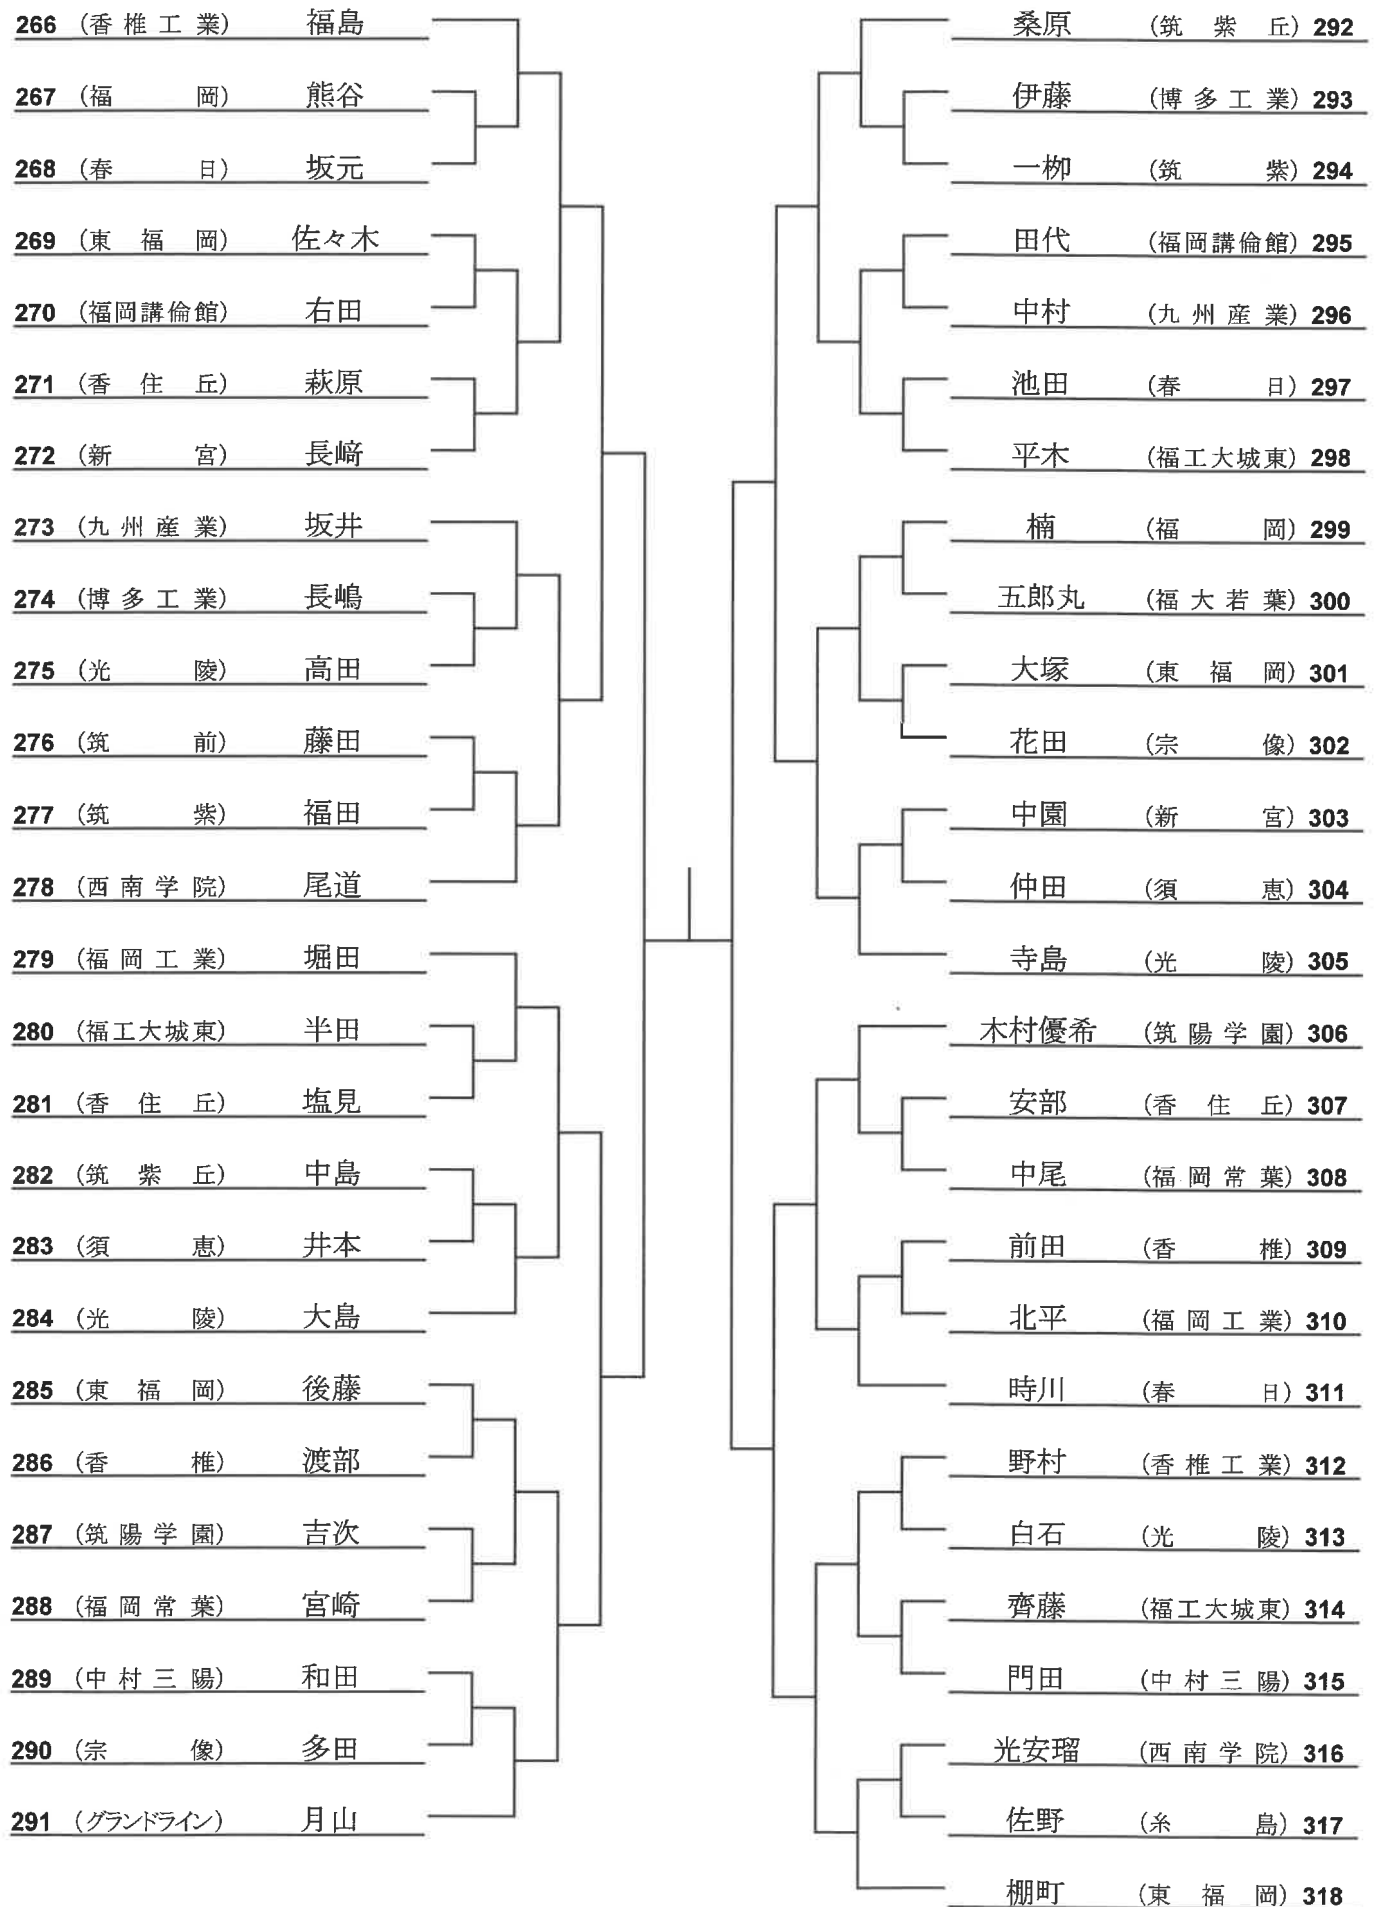 266 (香椎工業) 福島
267 (福岡) 熊谷
268 (春日) 坂元
269 (東福岡) 佐々木
270 (福岡講倫館) 右田
271 (香住丘) 萩原
272 (新宮) 長﨑
273 (九州産業) 坂井
274 (博多工業) 長嶋
275 (光陵) 高田
276 (筑前) 藤田
277 (筑紫) 福田
278 (西南学院) 尾道
279 (福岡工業) 堀田
280 (福工大城東) 半田
281 (香住丘) 塩見
282 (筑紫丘) 中島
283 (須恵) 井本
284 (光陵) 大島
285 (東福岡) 後藤
286 (香椎) 渡部
287 (筑陽学園) 吉次
288 (福岡常葉) 宮崎
289 (中村三陽) 和田
290 (宗像) 多田
291 (グランドライン) 月山
桑原 (筑紫丘) 292
伊藤 (博多工業) 293
一栁 (筑紫) 294
田代 (福岡講倫館) 295
中村 (九州産業) 296
池田 (春日) 297
平木 (福工大城東) 298
楠 (福岡) 299
五郎丸 (福大若葉) 300
大塚 (東福岡) 301
花田 (宗像) 302
中園 (新宮) 303
仲田 (須恵) 304
寺島 (光陵) 305
木村優希 (筑陽学園) 306
安部 (香住丘) 307
中尾 (福岡常葉) 308
前田 (香椎) 309
北平 (福岡工業) 310
時川 (春日) 311
野村 (香椎工業) 312
白石 (光陵) 313
齊藤 (福工大城東) 314
門田 (中村三陽) 315
光安瑠 (西南学院) 316
佐野 (糸島) 317
棚町 (東福岡) 318